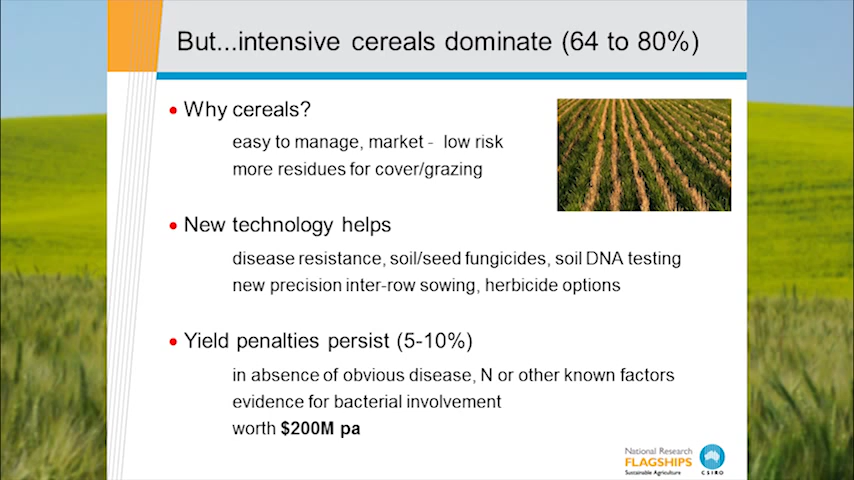 But...intensive cereals dominate (64 to 80%)
Why cereals?
easy to manage, market - low risk
more residues for cover/grazing
New technology helps
disease resistance, soil/seed fungicides, soil DNA testing
new precision inter-row sowing, herbicide options
Yield penalties persist (5-10%)
in absence of obvious disease, N or other known factors
evidence for bacterial involvement
worth $200M pa
National Research
FLAGSHIPS
Sustainable Agriculture
CSIRO